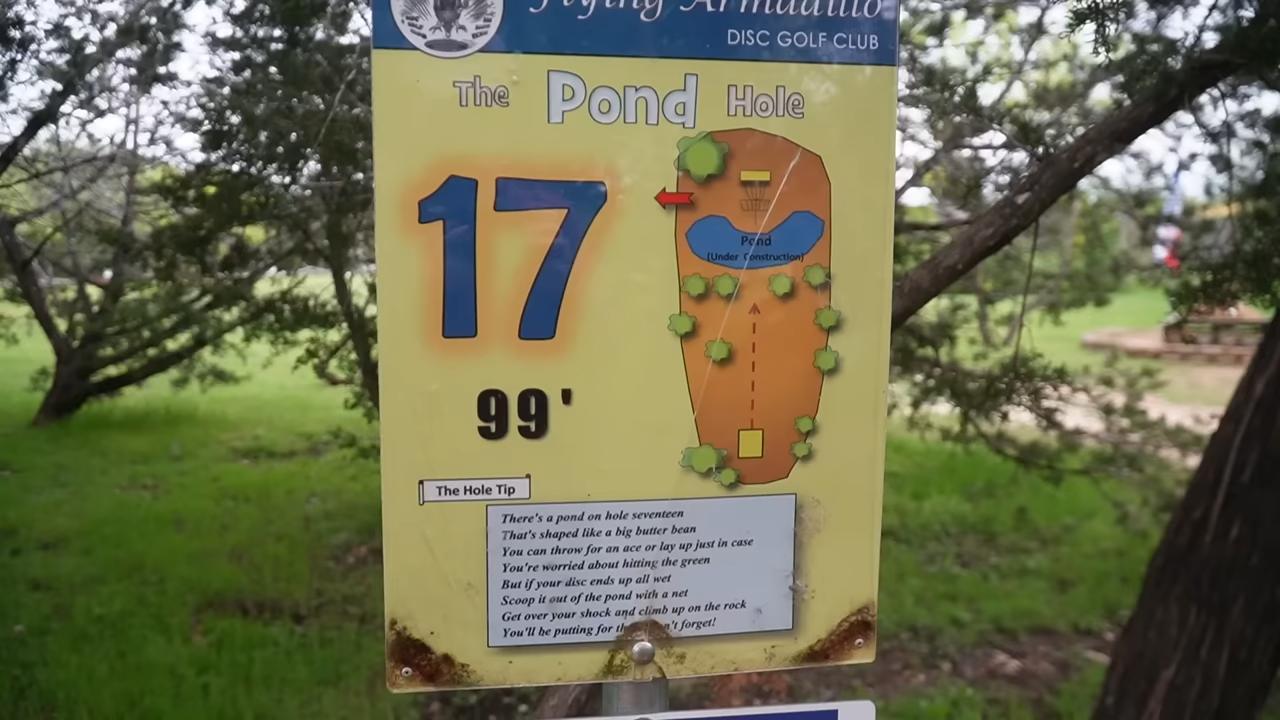 Flying Armadillo
DISC GOLF CLUB
The Pond Hole
17
99'
Pond
(Under Construction)
The Hole Tip
There's a pond on hole seventeen
That's shaped like a big butter bean
You can throw for an ace or lay up just in case
You're worried about hitting the green
But if your disc ends up all wet
Scoop it out of the pond with a net
Get over your shock and climb up on the rock
You'll be putting for forget!